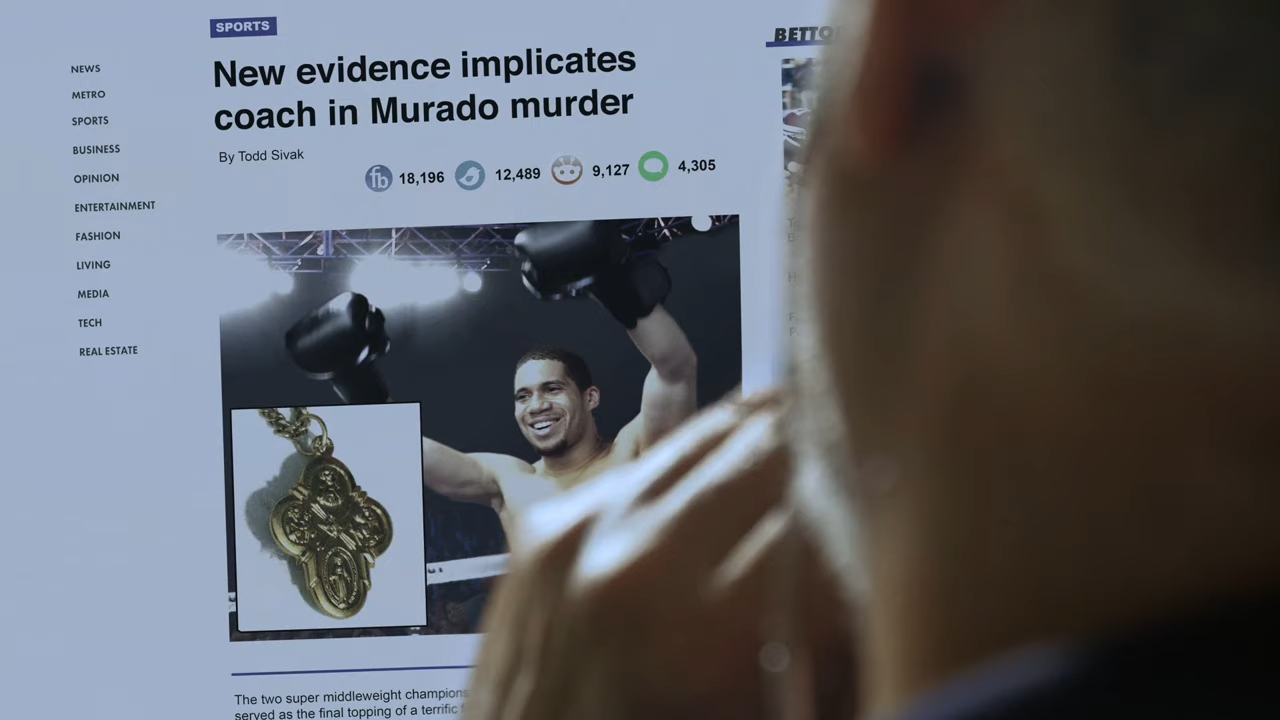 SPORTS
New evidence implicates
coach in Murado murder
By Todd Sivak
fb 18,196 12,489 9,127 4,305
NEWS
METRO
SPORTS
BUSINESS
OPINION
ENTERTAINMENT
FASHION
LIVING
MEDIA
TECH
REAL ESTATE
The two super middleweight champions
served as the final topping of a terrific